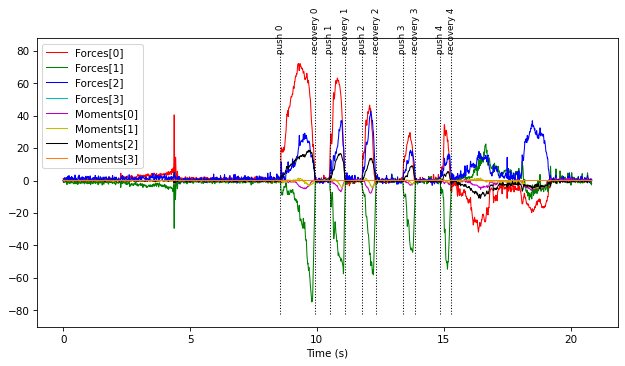 push 0
recovery 0
push 1
recovery 1
push 2
recovery 2
push 3
recovery 3
push 4
recovery 4
Forces[0]
Forces[1]
Forces[2]
Forces[3]
Moments[0]
Moments[1]
Moments[2]
Moments[3]
80
60
40
20
0
−20
−40
−60
−80
0
5
10
15
20
Time (s)